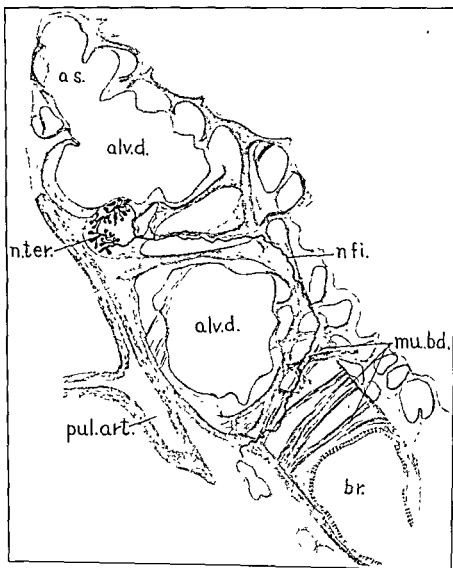 a.s.
alv.d.
n.ter.
n.fi.
alv.d.
mu.bd.
pul.art.
br.